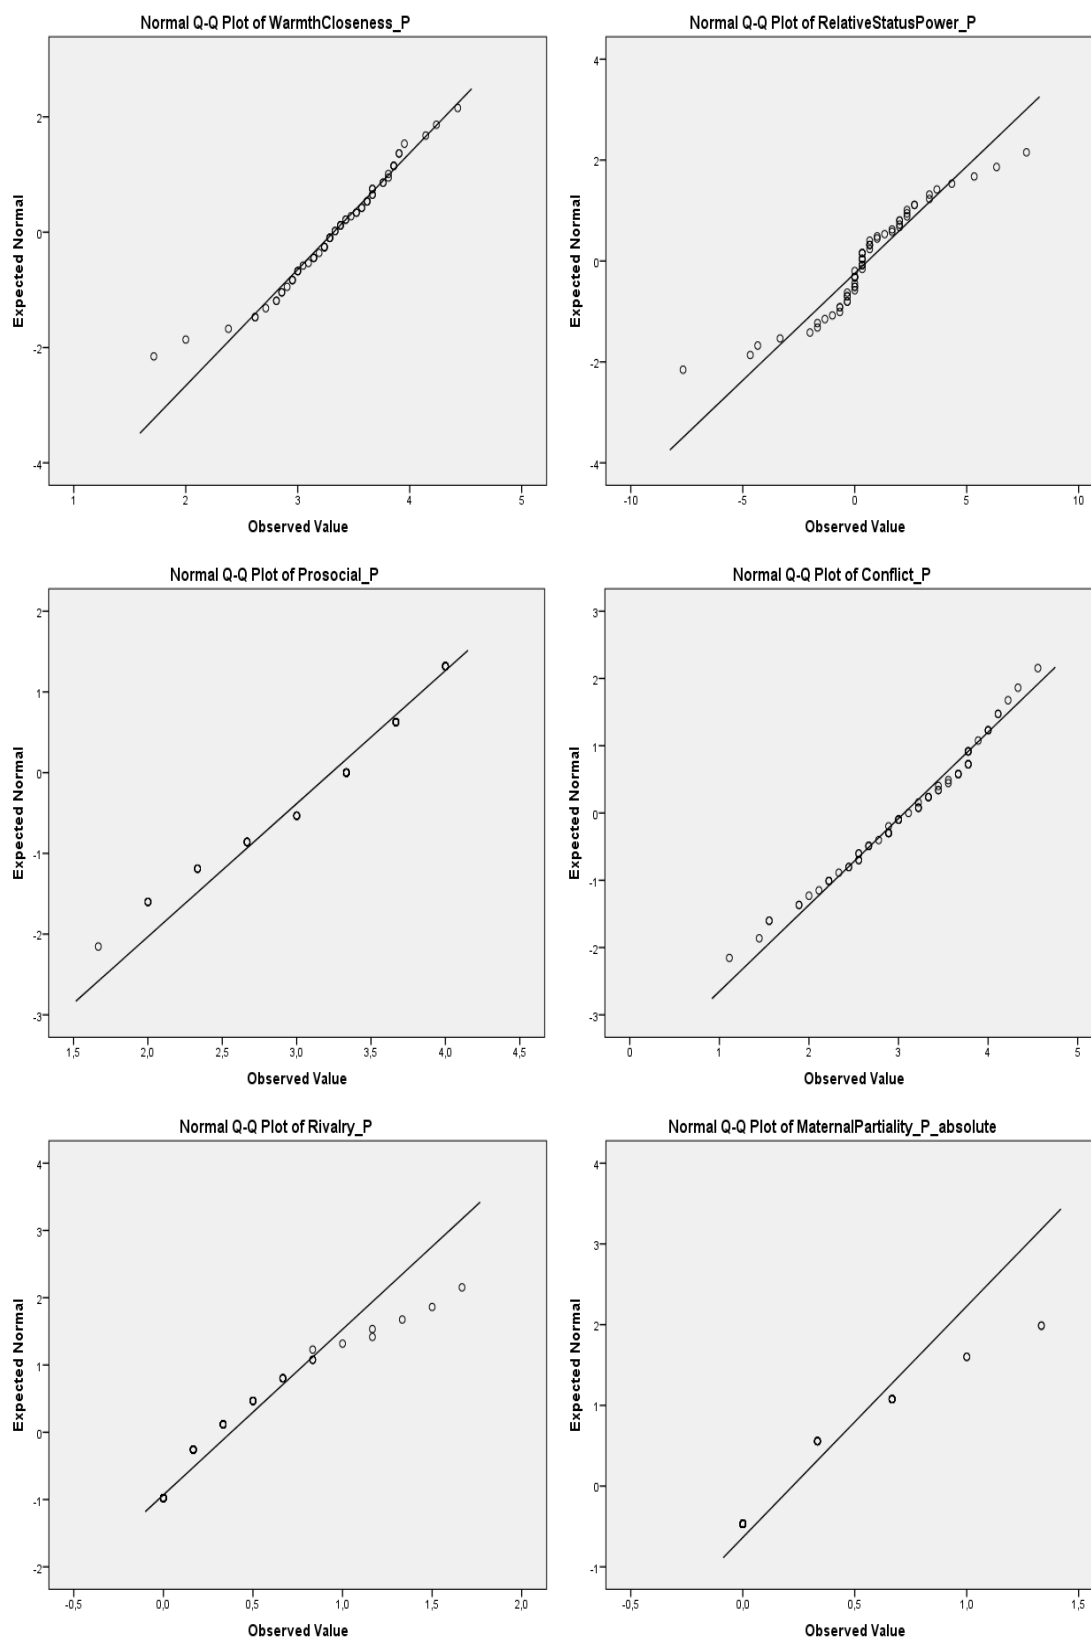 Normal Q-Q Plot of WarmthCloseness_P
Expected Normal
2
0
-2
-4
1 2 3 4 5
Observed Value
Normal Q-Q Plot of RelativeStatusPower_P
Expected Normal
4
2
0
-2
-4
-10 -5 0 5 10
Observed Value
Normal Q-Q Plot of Prosocial_P
Expected Normal
2
1
0
-1
-2
-3
1,5 2,0 2,5 3,0 3,5 4,0 4,5
Observed Value
Normal Q-Q Plot of Conflict_P
Expected Normal
3
2
1
0
-1
-2
-3
0 1 2 3 4 5
Observed Value
Normal Q-Q Plot of Rivalry_P
Expected Normal
4
3
2
1
0
-1
-2
-0,5 0,0 0,5 1,0 1,5 2,0
Observed Value
Normal Q-Q Plot of MaternalPartiality_P_absolute
Expected Normal
4
3
2
1
0
-1
-0,5 0,0 0,5 1,0 1,5
Observed Value